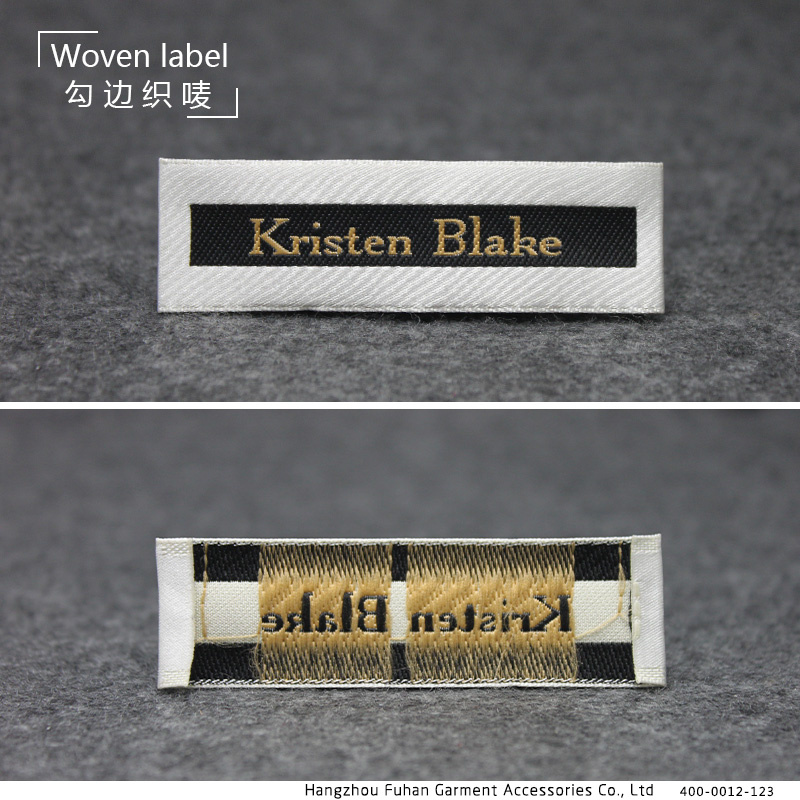 Woven label
勾边织唛
Kristen Blake
Kristen Blake
Hangzhou Fuhan Garment Accessories Co., Ltd 400-0012-123